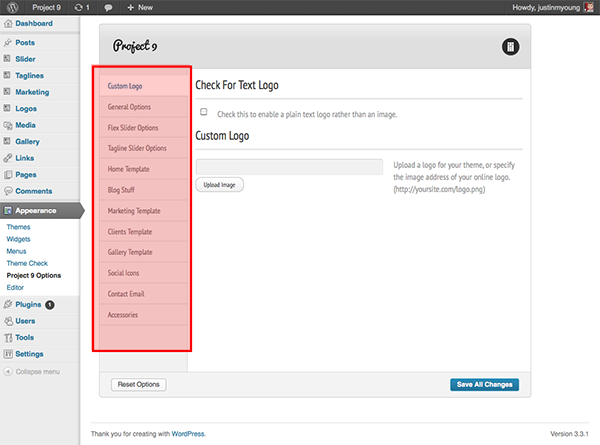 Project 9
1
+ New
Howdy, justinmyoung
Dashboard
Posts
Slider
Taglines
Marketing
Logos
Media
Gallery
Links
Pages
Comments
Appearance
Themes
Widgets
Menus
Theme Check
Project 9 Options
Editor
Plugins 1
Users
Tools
Settings
Collapse menu
Project 9
Custom Logo
General Options
Flex Slider Options
Tagline Slider Options
Home Template
Blog Stuff
Marketing Template
Clients Template
Gallery Template
Social Icons
Contact Email
Accessories
Check For Text Logo
Check this to enable a plain text logo rather than an image.
Custom Logo
Upload Image
Upload a logo for your theme, or specify
the image address of your online logo.
(http://yoursite.com/logo.png)
Reset Options
Save All Changes
Thank you for creating with WordPress.
Version 3.3.1